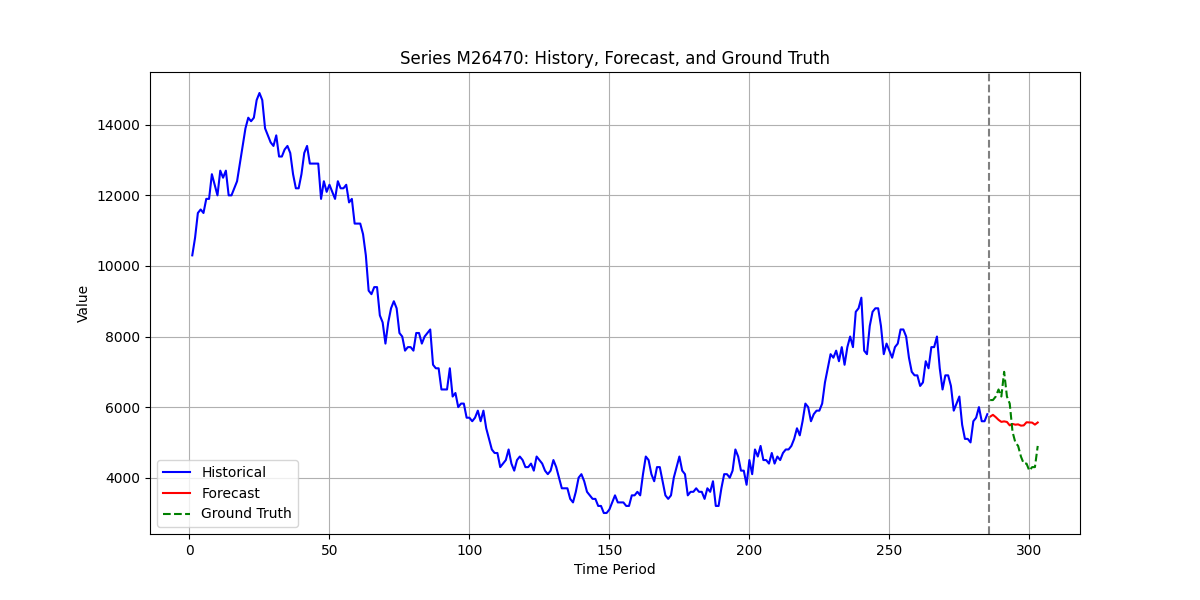 Series M26470: History, Forecast, and Ground Truth
14000
12000
10000
8000
6000
4000
Value
Historical
Forecast
Ground Truth
0 50 100 150 200 250 300
Time Period